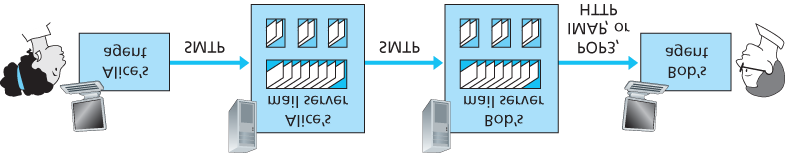 Alice's
agent
SMTP
Alice's
mail server
SMTP
Bob's
mail server
POP3,
IMAP, or
HTTP
Bob's
agent